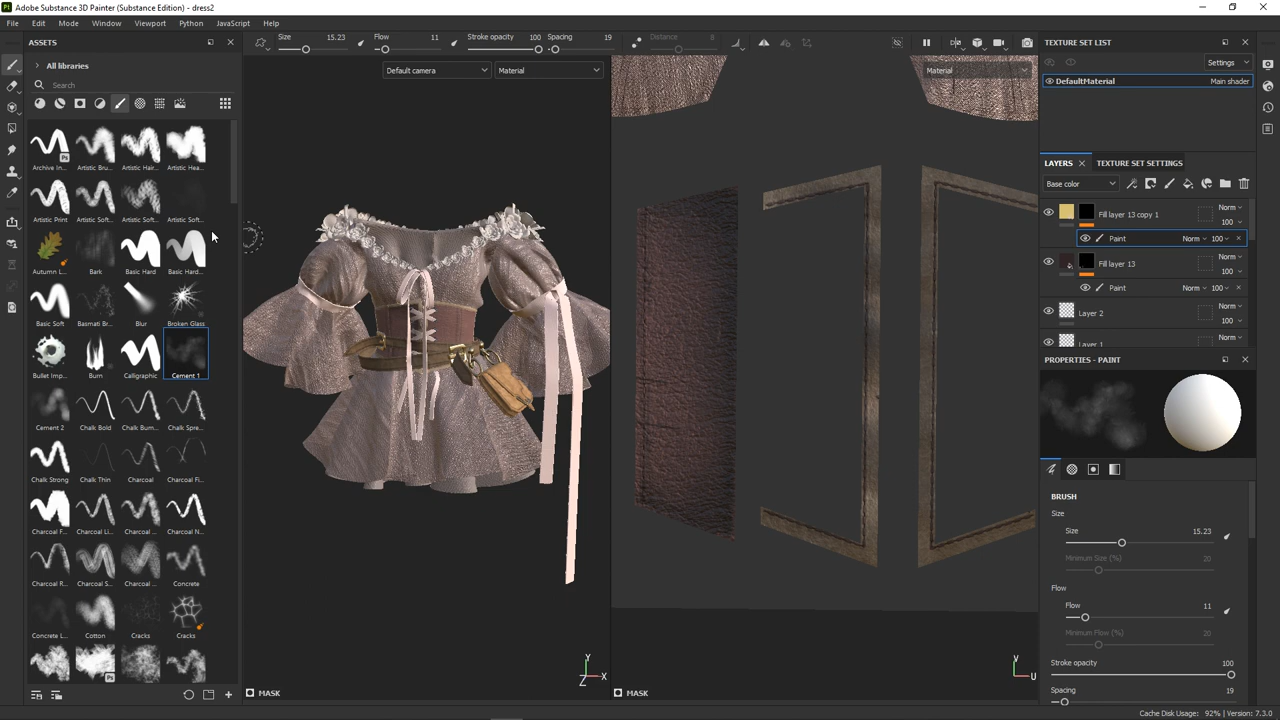 Adobe Substance 3D Painter (Substance Edition) - dress2
File Edit Mode Window Viewport Python JavaScript Help
ASSETS
All libraries
Search
Archive In... Artistic Bru... Artistic Hair... Artistic Hea...
Artistic Print Artistic Soft... Artistic Soft... Artistic Soft...
Autumn L... Bark Basic Hard Basic Hard...
Basic Soft Basmati Br... Blur Broken Glass
Bullet Imp... Burn Calligraphic Cement 1
Cement 2 Chalk Bold Chalk Bum... Chalk Spre...
Chalk Strong Chalk Thin Charcoal Charcoal Fi...
Charcoal F... Charcoal Li... Charcoal ... Charcoal N...
Charcoal R... Charcoal S... Charcoal ... Concrete
Concrete L... Cotton Cracks Cracks
Size 15.23 Flow 11 Stroke opacity 100 Spacing 19 Distance 8
Default camera Material
Material
Y
Z X
V
U
MASK
MASK
TEXTURE SET LIST
Settings
DefaultMaterial Main shader
LAYERS TEXTURE SET SETTINGS
Base color
Fill layer 13 copy 1 Norm 100
Paint Norm 100
Fill layer 13 Norm 100
Paint Norm 100
Layer 2 Norm 100
Layer 1 Norm
PROPERTIES - PAINT
BRUSH
Size
Size 15.23
Minimum Size (%) 20
Flow
Flow 11
Minimum Flow (%) 20
Stroke opacity 100
Spacing 19
Cache Disk Usage: 92% | Version: 7.3.0